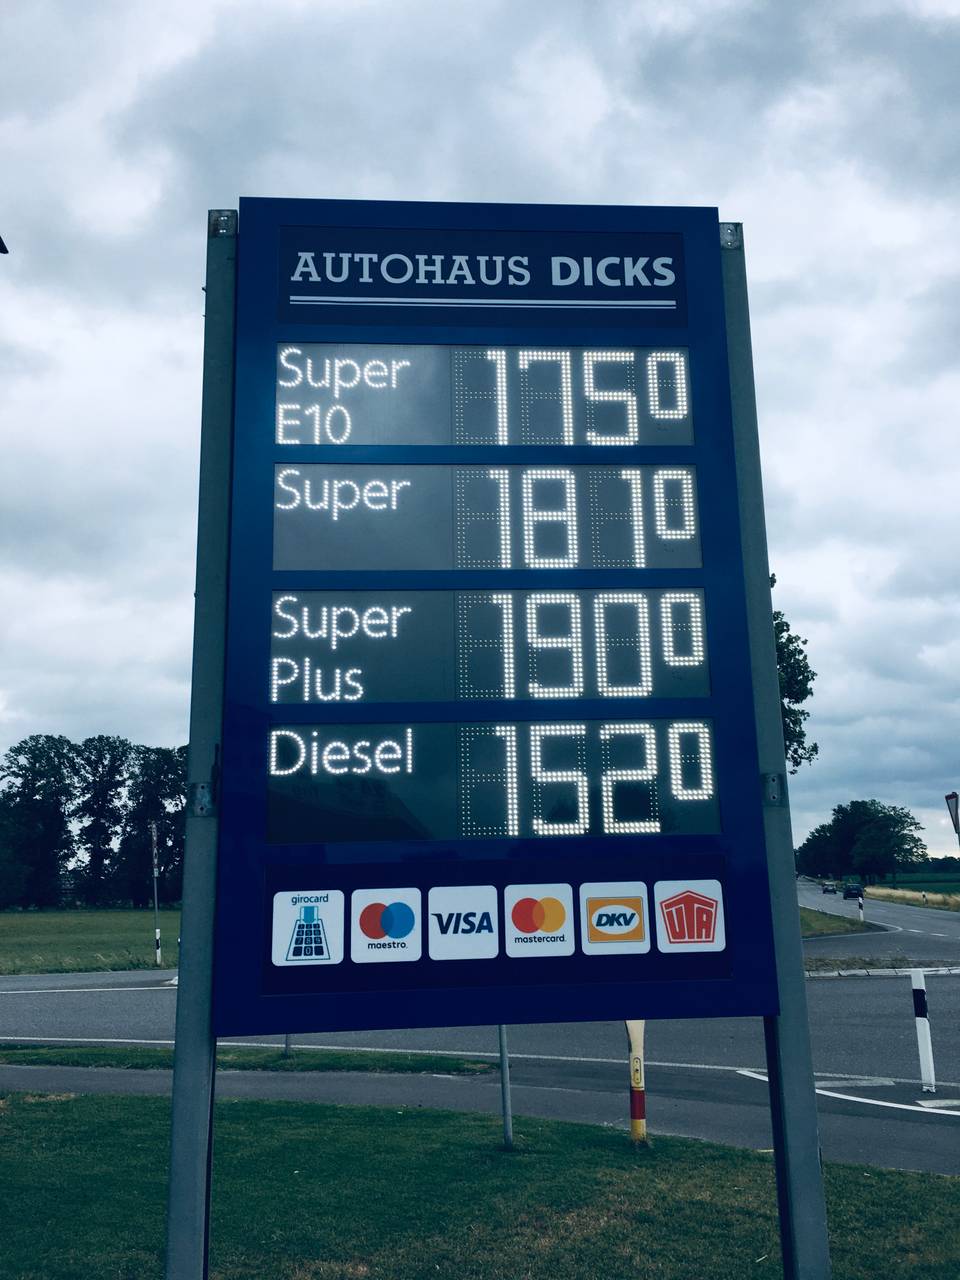 AUTOHAUS DICKS
Super 175⁰
E10
Super 181⁰
Super 190⁰
Plus
Diesel 152⁰
girocard
maestro.
VISA
mastercard.
DKV
UTA